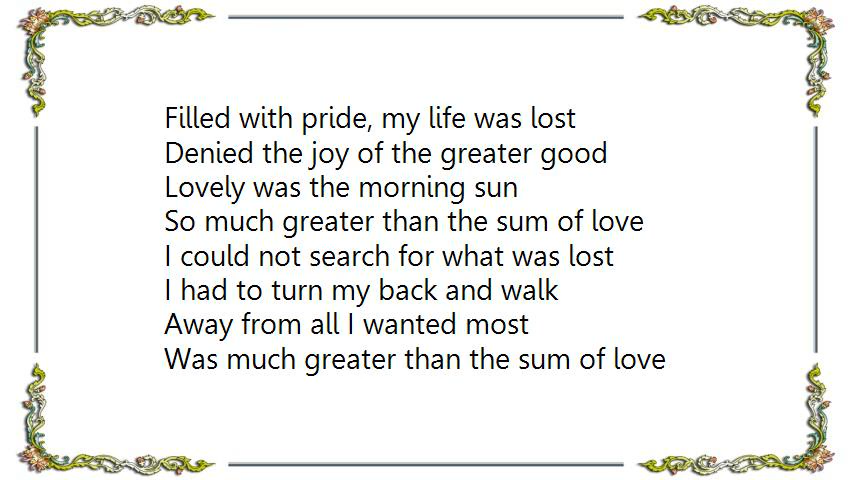 Filled with pride, my life was lost
Denied the joy of the greater good
Lovely was the morning sun
So much greater than the sum of love
I could not search for what was lost
I had to turn my back and walk
Away from all I wanted most
Was much greater than the sum of love